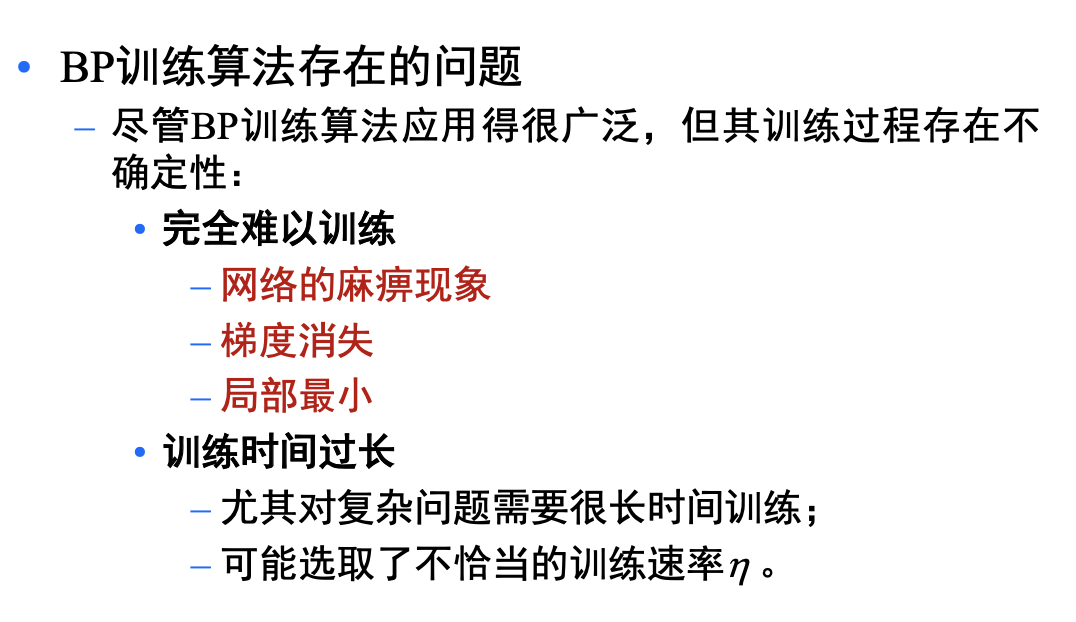 • BP训练算法存在的问题
– 尽管BP训练算法应用得很广泛，但其训练过程存在不
确定性：
• 完全难以训练
– 网络的麻痹现象
– 梯度消失
– 局部最小
• 训练时间过长
– 尤其对复杂问题需要很长时间训练；
– 可能选取了不恰当的训练速率η 。